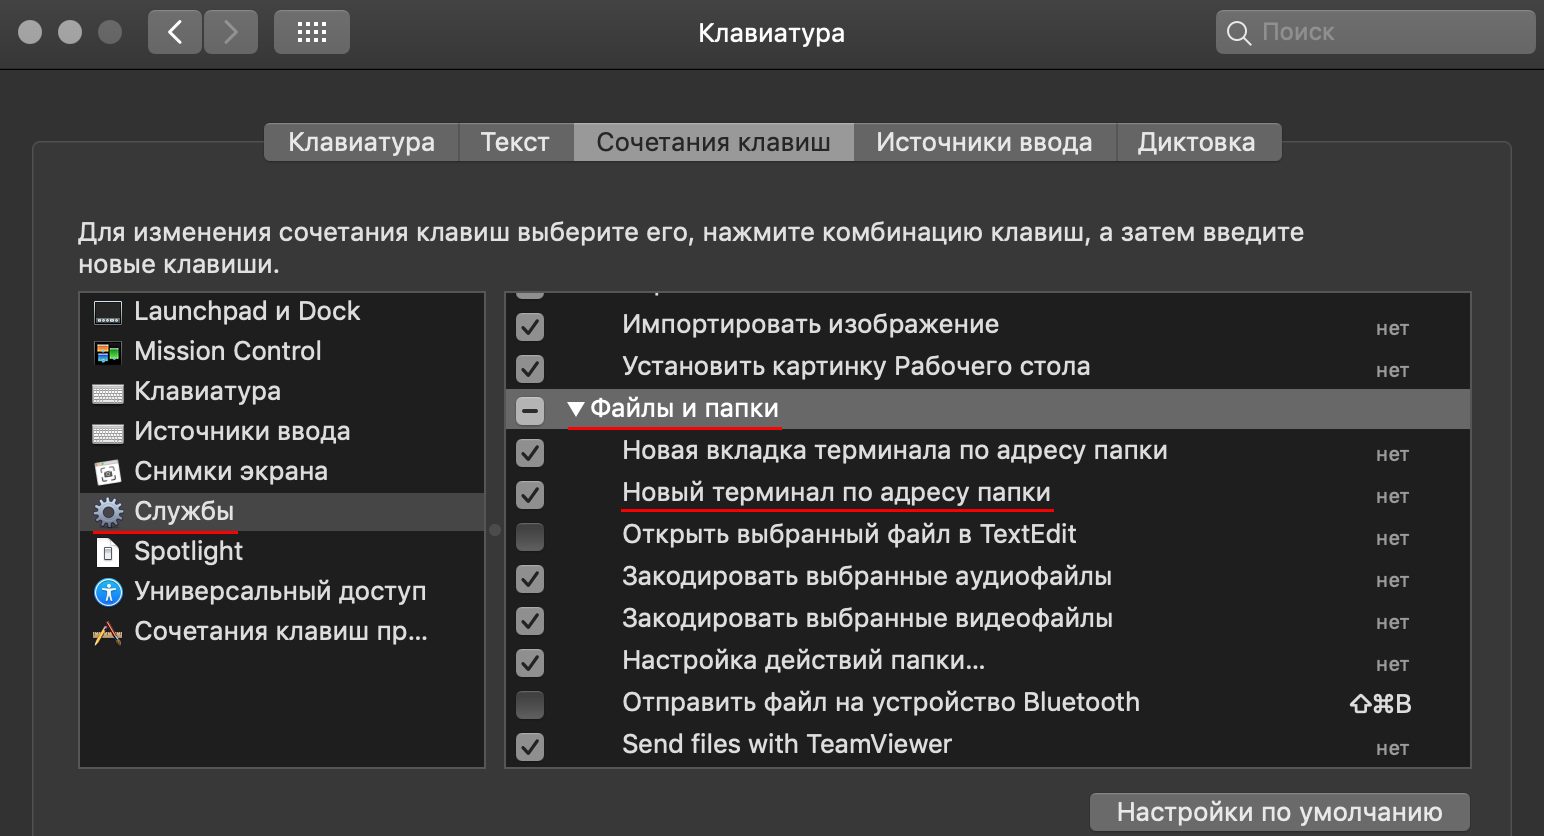 Клавиатура
Поиск
Клавиатура
Текст
Сочетания клавиш
Источники ввода
Диктовка
Для изменения сочетания клавиш выберите его, нажмите комбинацию клавиш, а затем введите
новые клавиши.
Launchpad и Dock
Mission Control
Клавиатура
Источники ввода
Снимки экрана
Службы
Spotlight
Универсальный доступ
Сочетания клавиш пр...
Импортировать изображение нет
Установить картинку Рабочего стола нет
Файлы и папки
Новая вкладка терминала по адресу папки нет
Новый терминал по адресу папки нет
Открыть выбранный файл в TextEdit нет
Закодировать выбранные аудиофайлы нет
Закодировать выбранные видеофайлы нет
Настройка действий папки... нет
Отправить файл на устройство Bluetooth ⇧⌘B
Send files with TeamViewer нет
Настройки по умолчанию